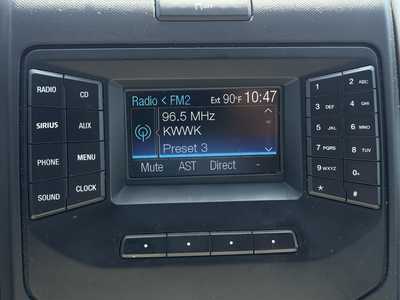 RADIO CD
SIRIUS AUX
PHONE MENU
SOUND CLOCK
Radio < FM2 Ext 90°F 10:47
96.5 MHz
KWWK
Preset 3
Mute AST Direct -
1 2 ABC
3 DEF 4 GHI
5 JKL 6 MNO
7 PQRS 8 TUV
9 WXYZ 0+
* #